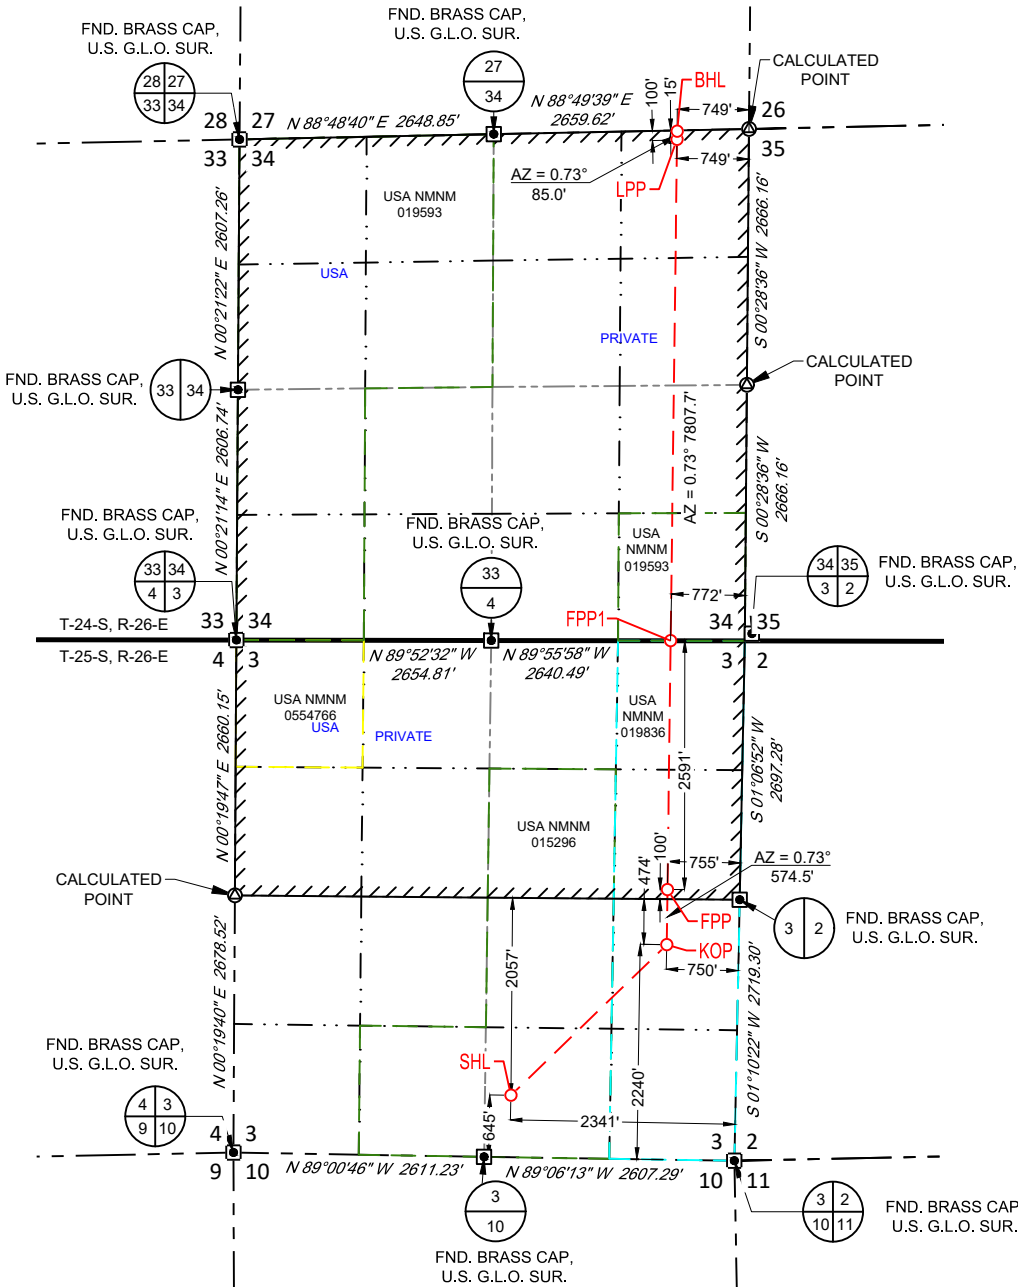 FND. BRASS CAP,
U.S. G.L.O. SUR.
28 27
33 34
FND. BRASS CAP,
U.S. G.L.O. SUR.
27
34
BHL
CALCULATED
POINT
100'
15'
749'
26
35
28 27
33 34
N 88°48'40" E 2648.85'
N 88°49'39" E
2659.62'
749'
AZ = 0.73°
85.0'
LPP
USA NMNM
019593
N 00°21'22" E 2607.26'
S 00°28'36" W 2666.16'
USA
PRIVATE
CALCULATED
POINT
FND. BRASS CAP,
U.S. G.L.O. SUR.
33 34
AZ = 0.73° 7807.7'
N 00°21'14" E 2606.74'
S 00°28'36" W
2666.16'
FND. BRASS CAP,
U.S. G.L.O. SUR.
33 34
4 3
FND. BRASS CAP,
U.S. G.L.O. SUR.
33
4
USA
NMNM
019593
34 35
3 2
FND. BRASS CAP,
U.S. G.L.O. SUR.
772'
FPP1
T-24-S, R-26-E
33 34
34 35
T-25-S, R-26-E
4 3
3 2
N 89°52'32" W
2654.81'
N 89°55'58" W
2640.49'
USA NMNM
0554766
USA
PRIVATE
USA
NMNM
019836
N 00°19'47" E 2660.15'
S 01°06'52" W
2697.28'
2591'
USA NMNM
015296
474'
100'
755'
AZ = 0.73°
574.5'
CALCULATED
POINT
FPP
3 2
FND. BRASS CAP,
U.S. G.L.O. SUR.
KOP
750'
2057'
N 00°19'40" E 2678.52'
S 01°10'22" W 2719.30'
FND. BRASS CAP,
U.S. G.L.O. SUR.
4 3
9 10
SHL
2240'
645'
2341'
4 3
9 10
3 2
10 11
N 89°00'46" W 2611.23'
N 89°06'13" W 2607.29'
3
10
FND. BRASS CAP,
U.S. G.L.O. SUR.
3 2
10 11
FND. BRASS CAP
U.S. G.L.O. SUR.